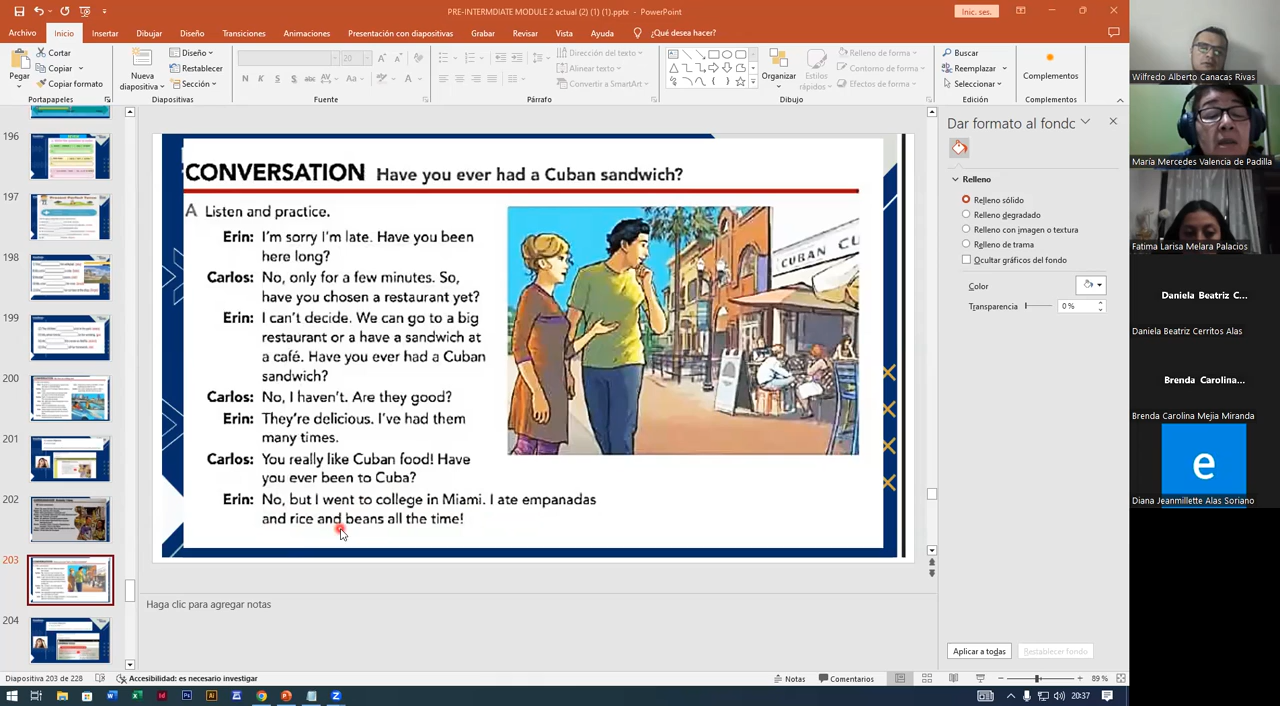 PRE-INTERMDIATE MODULE 2 actual (2) (1) (1).pptx - PowerPoint
Inic. ses.
Archivo Inicio Insertar Dibujar Diseño Transiciones Animaciones Presentación con diapositivas Grabar Revisar Vista Ayuda ¿Qué desea hacer?
Pegar
Cortar
Copiar
Copiar formato
Portapapeles
Nueva diapositiva
Diseño
Restablecer
Sección
Diapositivas
20
N K S S abc AV Aa A
Fuente
Párrafo
Dirección del texto
Alinear texto
Convertir a SmartArt
Organizar
Estilos rápidos
Relleno de forma
Contorno de forma
Efectos de forma
Dibujo
Buscar
Reemplazar
Seleccionar
Edición
Complementos
Complementos
196
197
198
199
200
201
202
203
204
CONVERSATION Have you ever had a Cuban sandwich?
A Listen and practice.
Erin: I'm sorry I'm late. Have you been
here long?
Carlos: No, only for a few minutes. So,
have you chosen a restaurant yet?
Erin: I can't decide. We can go to a big
restaurant or a have a sandwich at
a café. Have you ever had a Cuban
sandwich?
Carlos: No, I haven't. Are they good?
Erin: They're delicious. I've had them
many times.
Carlos: You really like Cuban food! Have
you ever been to Cuba?
Erin: No, but I went to college in Miami. I ate empanadas
and rice and beans all the time!
CUBAN CU
Haga clic para agregar notas
Dar formato al fondo
Relleno
Relleno sólido
Relleno degradado
Relleno con imagen o textura
Relleno de trama
Ocultar gráficos del fondo
Color
Transparencia 0 %
Aplicar a todas
Restablecer fondo
Wilfredo Alberto Canacas Rivas
María Mercedes Valencia de Padilla
Fatima Larisa Melara Palacios
Daniela Beatriz C...
Daniela Beatriz Cerritos Alas
Brenda Carolina...
Brenda Carolina Mejia Miranda
e
Diana Jeanmillette Alas Soriano
Diapositiva 203 de 228
Accesibilidad: es necesario investigar
Notas
Comentarios
89 %
20:37